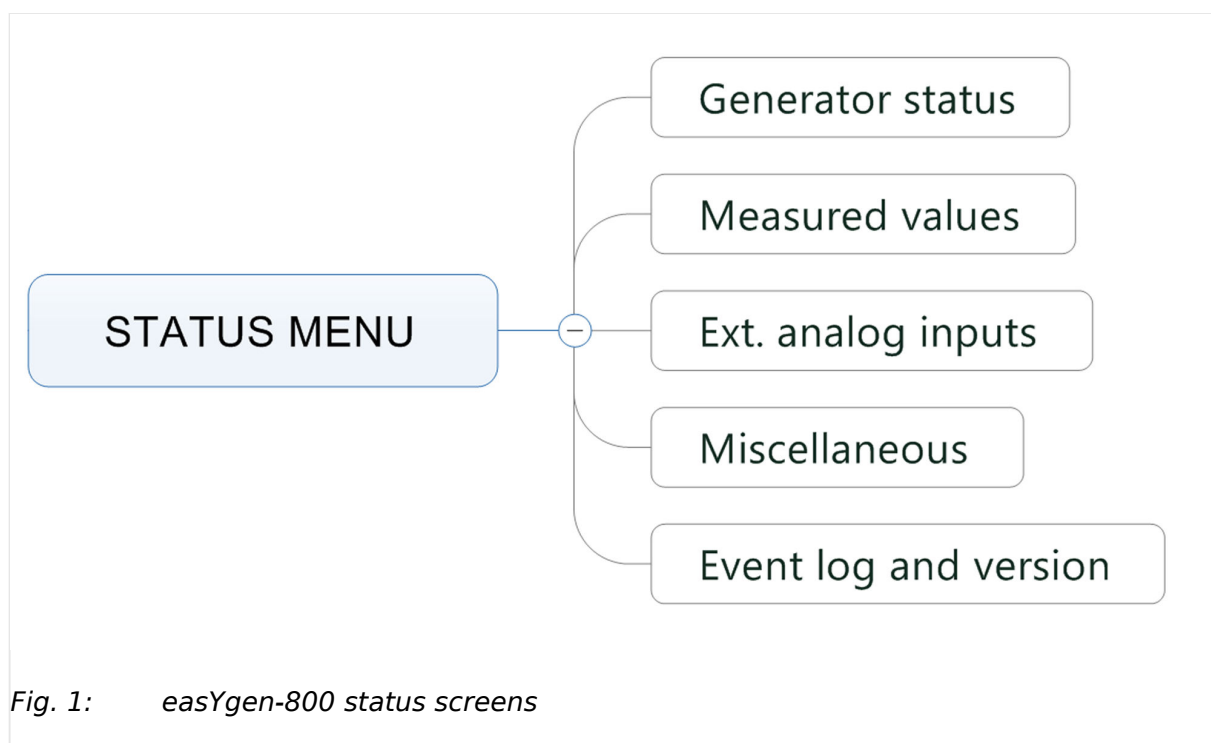 Generator status
Measured values
STATUS MENU
Ext. analog inputs
Miscellaneous
Event log and version
Fig. 1: easYgen-800 status screens